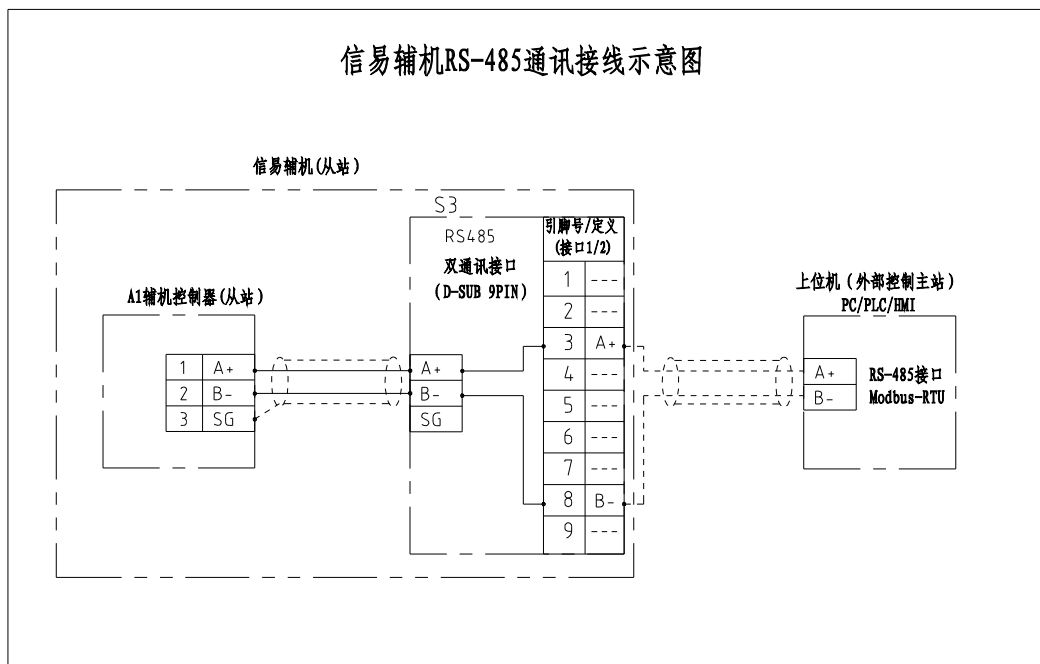 信易辅机RS-485通讯接线示意图
信易辅机(从站)
S3
RS485
双通讯接口
(D-SUB 9PIN)
引脚号/定义
(接口1/2)
1 ---
2 ---
3 A+
4 ---
5 ---
6 ---
7 ---
8 B-
9 ---
A1辅机控制器(从站)
1 A+
2 B-
3 SG
A+
B-
SG
上位机(外部控制主站)
PC/PLC/HMI
A+
B-
RS-485接口
Modbus-RTU